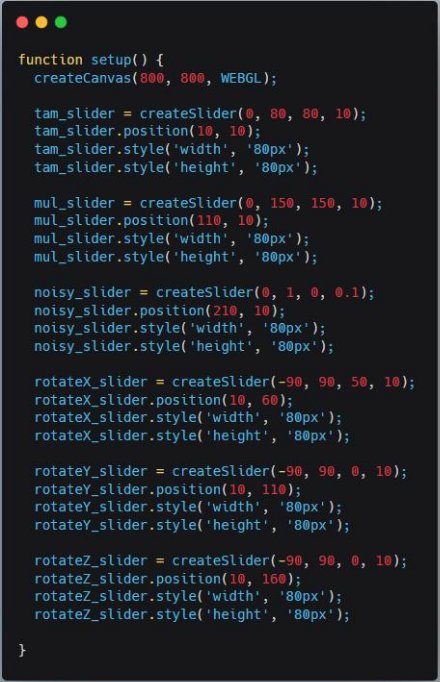 function setup() {
  createCanvas(800, 800, WEBGL);

  tam_slider = createSlider(0, 80, 80, 10);
  tam_slider.position(10, 10);
  tam_slider.style('width', '80px');
  tam_slider.style('height', '80px');

  mul_slider = createSlider(0, 150, 150, 10);
  mul_slider.position(110, 10);
  mul_slider.style('width', '80px');
  mul_slider.style('height', '80px');

  noisy_slider = createSlider(0, 1, 0, 0.1);
  noisy_slider.position(210, 10);
  noisy_slider.style('width', '80px');
  noisy_slider.style('height', '80px');

  rotateX_slider = createSlider(-90, 90, 50, 10);
  rotateX_slider.position(10, 60);
  rotateX_slider.style('width', '80px');
  rotateX_slider.style('height', '80px');

  rotateY_slider = createSlider(-90, 90, 0, 10);
  rotateY_slider.position(10, 110);
  rotateY_slider.style('width', '80px');
  rotateY_slider.style('height', '80px');

  rotateZ_slider = createSlider(-90, 90, 0, 10);
  rotateZ_slider.position(10, 160);
  rotateZ_slider.style('width', '80px');
  rotateZ_slider.style('height', '80px');

}